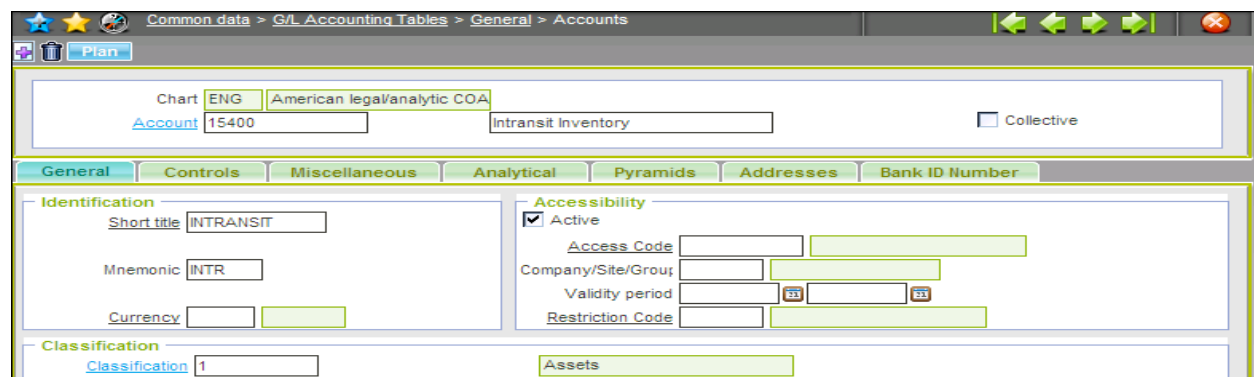 Common data > G/L Accounting Tables > General > Accounts
Plan
Chart ENG American legal/analytic COA
Account 15400 Intransit Inventory Collective
General Controls Miscellaneous Analytical Pyramids Addresses Bank ID Number
Identification Accessibility
Short title INTRANSIT Active
Access Code
Mnemonic INTR Company/Site/Group
Validity period
Currency Restriction Code
Classification
Classification 1 Assets